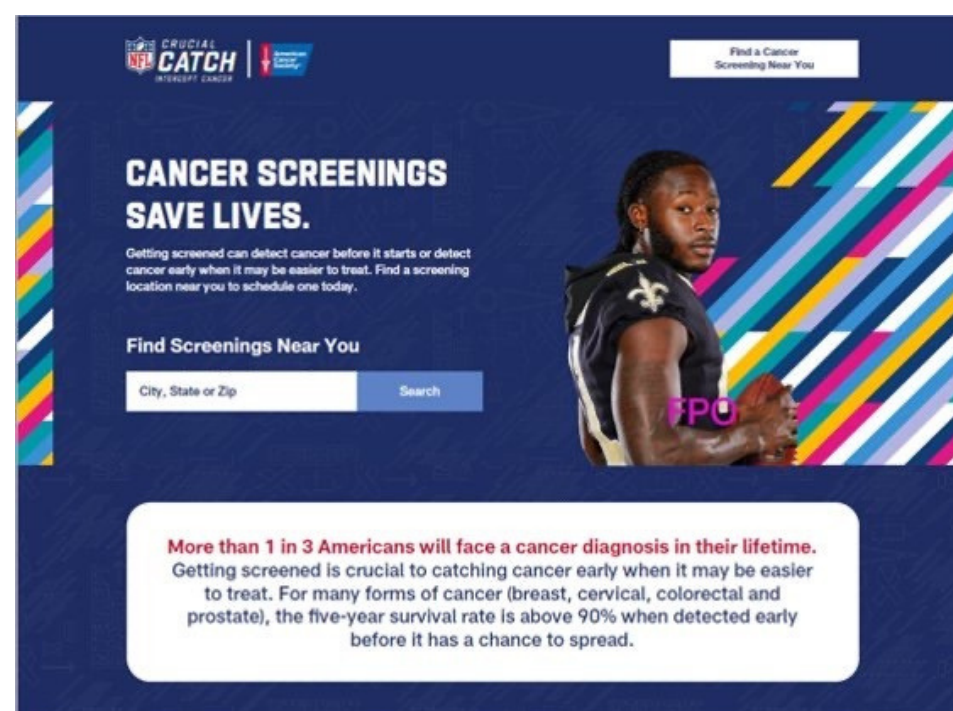 NFL
CRUCIAL
CATCH
INTERCEPT CANCER
American
Cancer
Society
Find a Cancer
Screening Near You
CANCER SCREENINGS
SAVE LIVES.
Getting screened can detect cancer before it starts or detect
cancer early when it may be easier to treat. Find a screening
location near you to schedule one today.
Find Screenings Near You
City, State or Zip
Search
FPO
More than 1 in 3 Americans will face a cancer diagnosis in their lifetime.
Getting screened is crucial to catching cancer early when it may be easier
to treat. For many forms of cancer (breast, cervical, colorectal and
prostate), the five-year survival rate is above 90% when detected early
before it has a chance to spread.